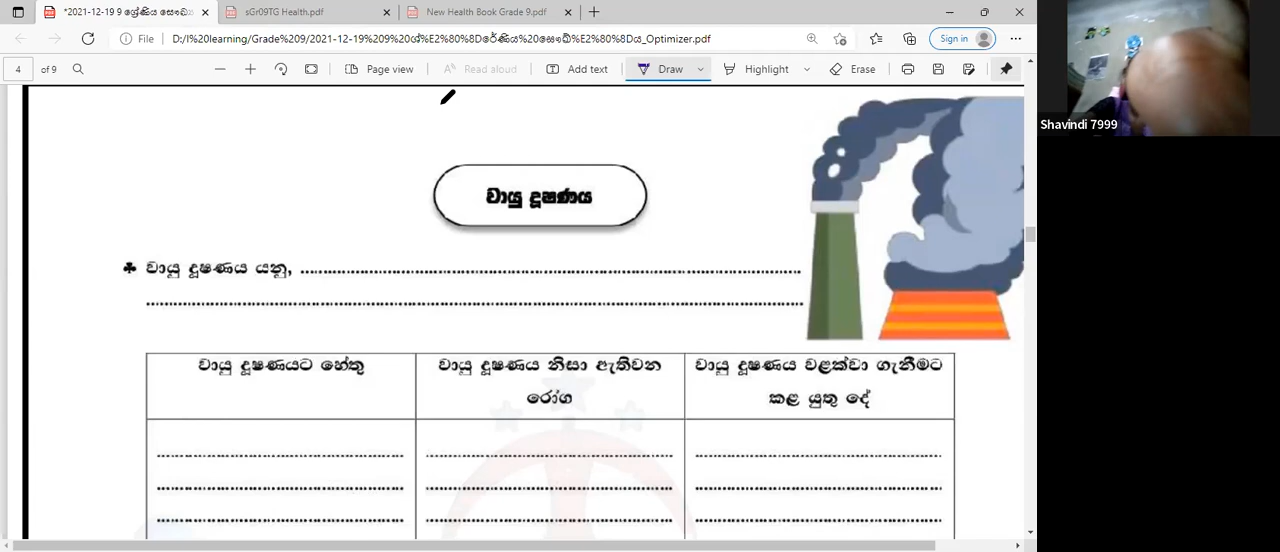 *2021-12-19 9 ශ්‍රේණිය සෞඛ්‍ය
sGr09TG Health.pdf
New Health Book Grade 9.pdf
File
D:/I%20learning/Grade%209/2021-12-19%209%20ශ්%E2%80%8Dරේණිය%20සෞඛ්%E2%80%8Dය_Optimizer.pdf
Sign in
4 of 9
Page view
Read aloud
Add text
Draw
Highlight
Erase
Shavindi 7999
වායු දූෂණය
♣ වායු දූෂණය යනු, ................................................
................................................
වායු දූෂණයට හේතු
වායු දූෂණය නිසා ඇතිවන
රෝග
වායු දූෂණය වළක්වා ගැනීමට
කළ යුතු දේ